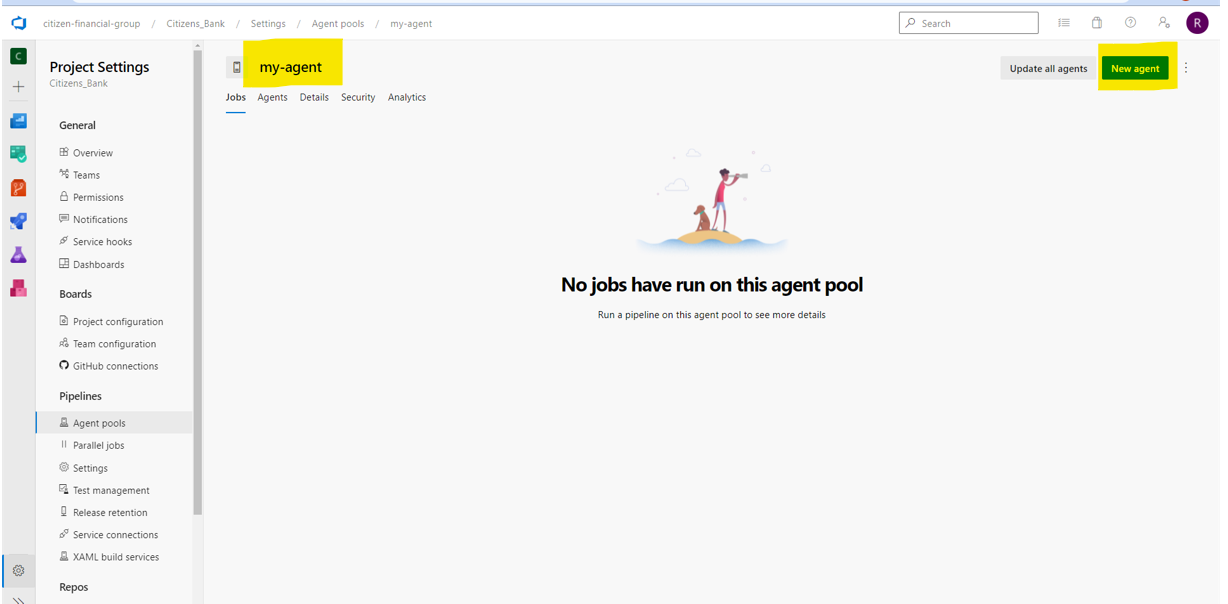 citizen-financial-group / Citizens_Bank / Settings / Agent pools / my-agent
Search
R
C
Project Settings
Citizens_Bank
General
Overview
Teams
Permissions
Notifications
Service hooks
Dashboards
Boards
Project configuration
Team configuration
GitHub connections
Pipelines
Agent pools
Parallel jobs
Settings
Test management
Release retention
Service connections
XAML build services
Repos
my-agent
Update all agents
New agent
Jobs Agents Details Security Analytics
No jobs have run on this agent pool
Run a pipeline on this agent pool to see more details